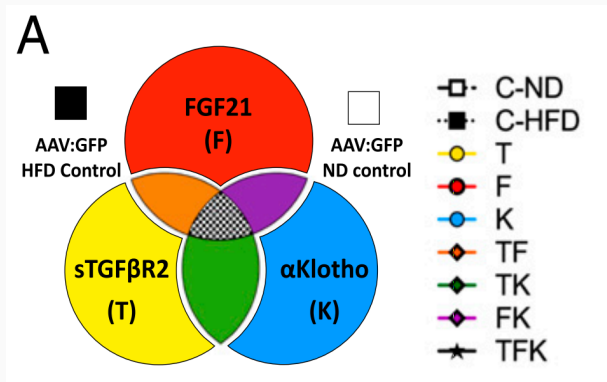 A
FGF21
(F)
AAV:GFP
HFD Control
AAV:GFP
ND control
sTGFβR2
(T)
αKlotho
(K)
C-ND
C-HFD
T
F
K
TF
TK
FK
TFK